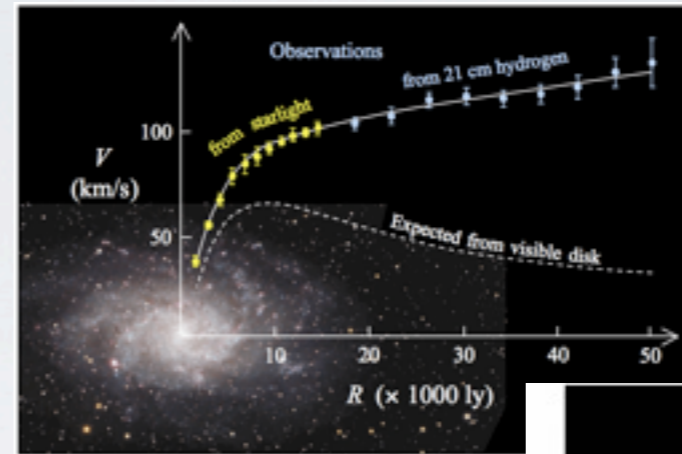 Observations
from 21 cm hydrogen
from starlight
100
V
(km/s)
50
Expected from visible disk
10
20
30
40
50
R (× 1000 ly)